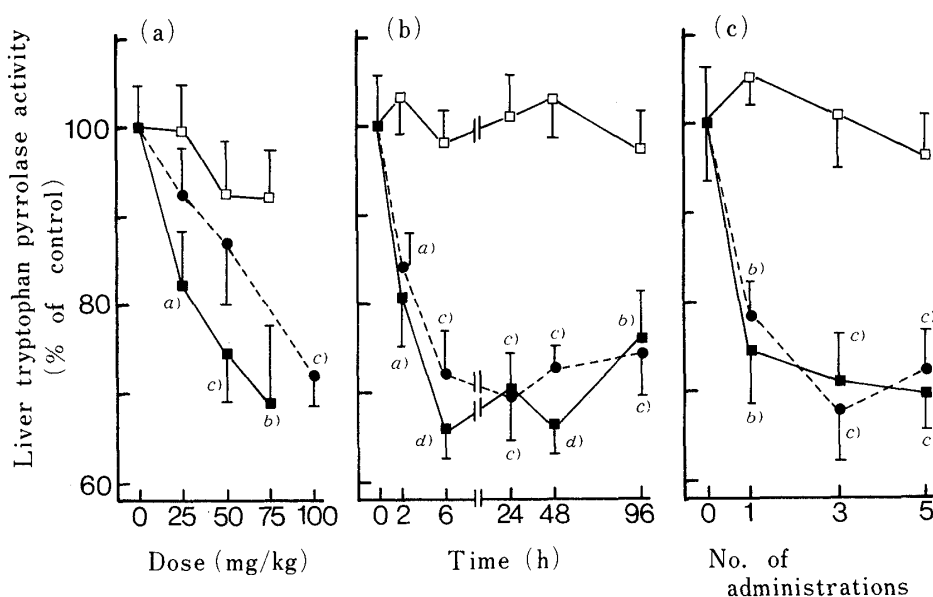 (a)
(b)
(c)
Liver tryptophan pyrrolase activity
(% of control)
100
80
60
a)
c)
b)
c)
a)
a)
c)
d)
c)
c)
c)
d)
b)
c)
b)
b)
c)
c)
c)
c)
0 25 50 75 100
0 2 6 24 48 96
0 1 3 5
Dose (mg/kg)
Time (h)
No. of
administrations